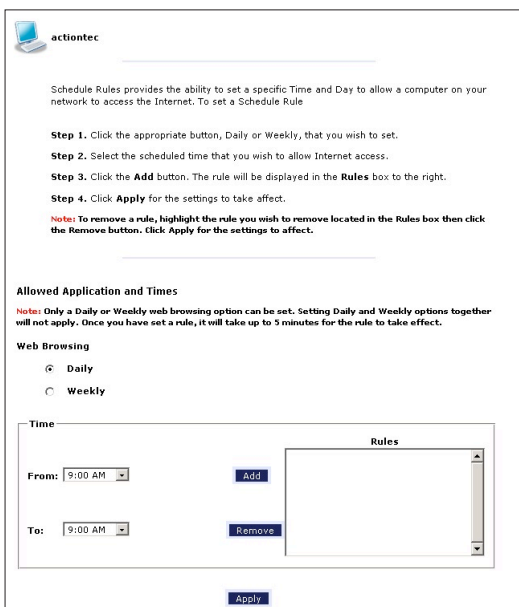 actiontec
Schedule Rules provides the ability to set a specific Time and Day to allow a computer on your
network to access the Internet. To set a Schedule Rule
Step 1. Click the appropriate button, Daily or Weekly, that you wish to set.
Step 2. Select the scheduled time that you wish to allow Internet access.
Step 3. Click the Add button. The rule will be displayed in the Rules box to the right.
Step 4. Click Apply for the settings to take affect.
Note: To remove a rule, highlight the rule you wish to remove located in the Rules box then click
the Remove button. Click Apply for the settings to affect.
Allowed Application and Times
Note: Only a Daily or Weekly web browsing option can be set. Setting Daily and Weekly options together
will not apply. Once you have set a rule, it will take up to 5 minutes for the rule to take effect.
Web Browsing
Daily
Weekly
Time
Rules
From: 9:00 AM
Add
To: 9:00 AM
Remove
Apply